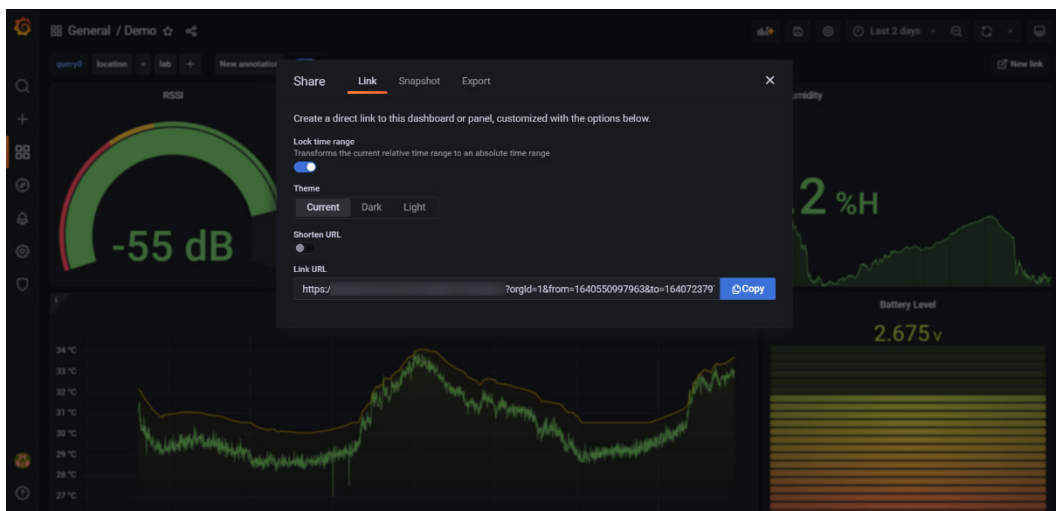 General / Demo
Last 2 days
query0 location lab + New annotation
New link
RSSI
umidity
Share Link Snapshot Export
Create a direct link to this dashboard or panel, customized with the options below.
Lock time range
Transforms the current relative time range to an absolute time range
Theme
Current Dark Light
Shorten URL
Link URL
https:/ ?orgId=1&from=1640550997963&to=164072379
Copy
-55 dB
.2 %H
Battery Level
2.675 v
34 °C
33 °C
32 °C
31 °C
30 °C
29 °C
28 °C
27 °C